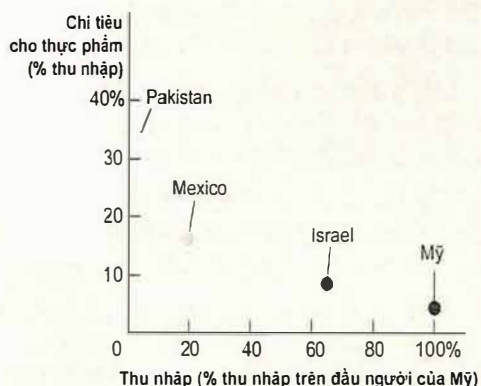 Chi tiêu
cho thực phẩm
(% thu nhập)
40%
Pakistan
30
Mexico
20
Israel
Mỹ
10
0
20
40
60
80
100%
Thu nhập (% thu nhập trên đầu người của Mỹ)